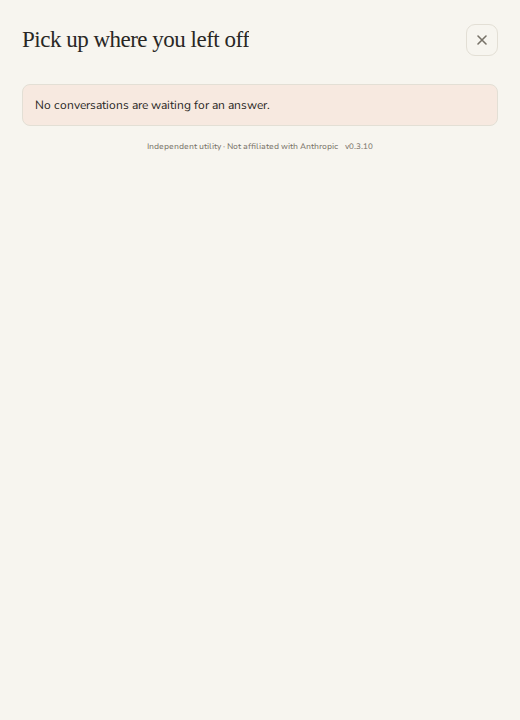 Pick up where you left off
No conversations are waiting for an answer.
Independent utility · Not affiliated with Anthropic v0.3.10